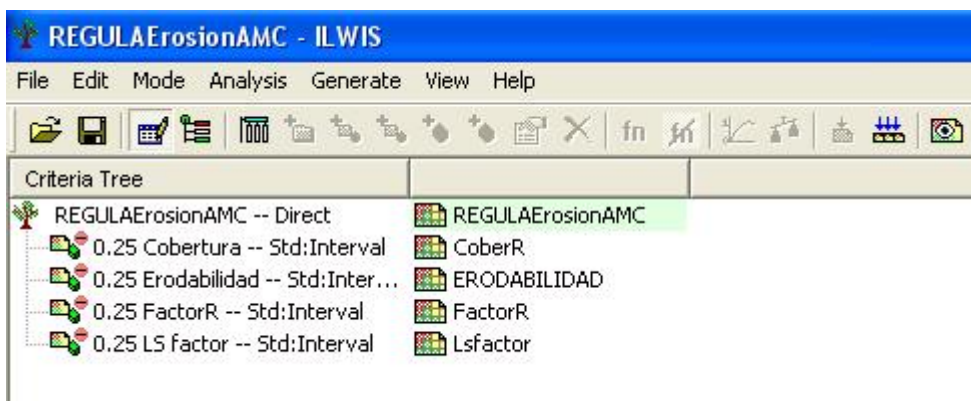 REGULAErosionAMC - ILWIS
File Edit Mode Analysis Generate View Help
fn fn
Criteria Tree
REGULAErosionAMC -- Direct REGULAErosionAMC
0.25 Cobertura -- Std:Interval CoberR
0.25 Erodabilidad -- Std:Inter... ERODABILIDAD
0.25 FactorR -- Std:Interval FactorR
0.25 LS factor -- Std:Interval Lsfactor